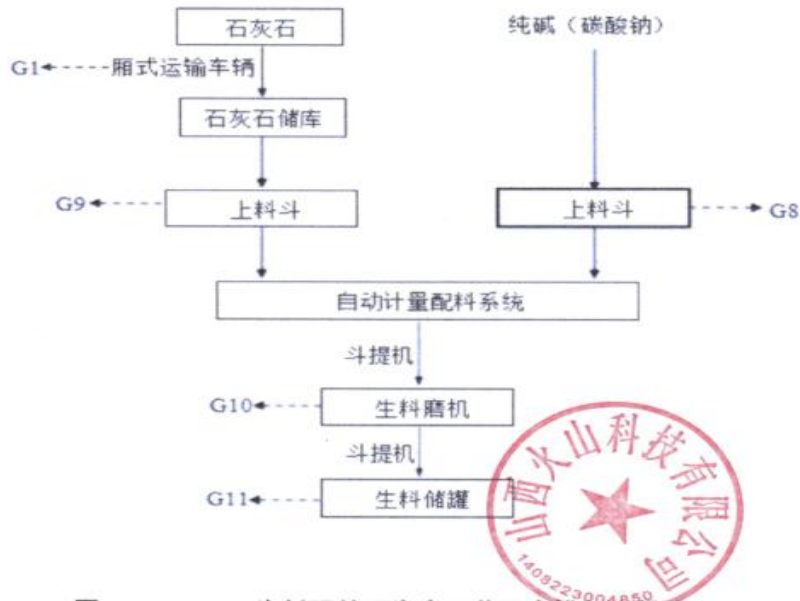 石灰石
纯碱（碳酸钠）
G1
厢式运输车辆
石灰石储库
G9
上料斗
上料斗
G8
自动计量配料系统
斗提机
G10
生料磨机
斗提机
G11
生料储罐
山西火山科技有限公司
1408223004850